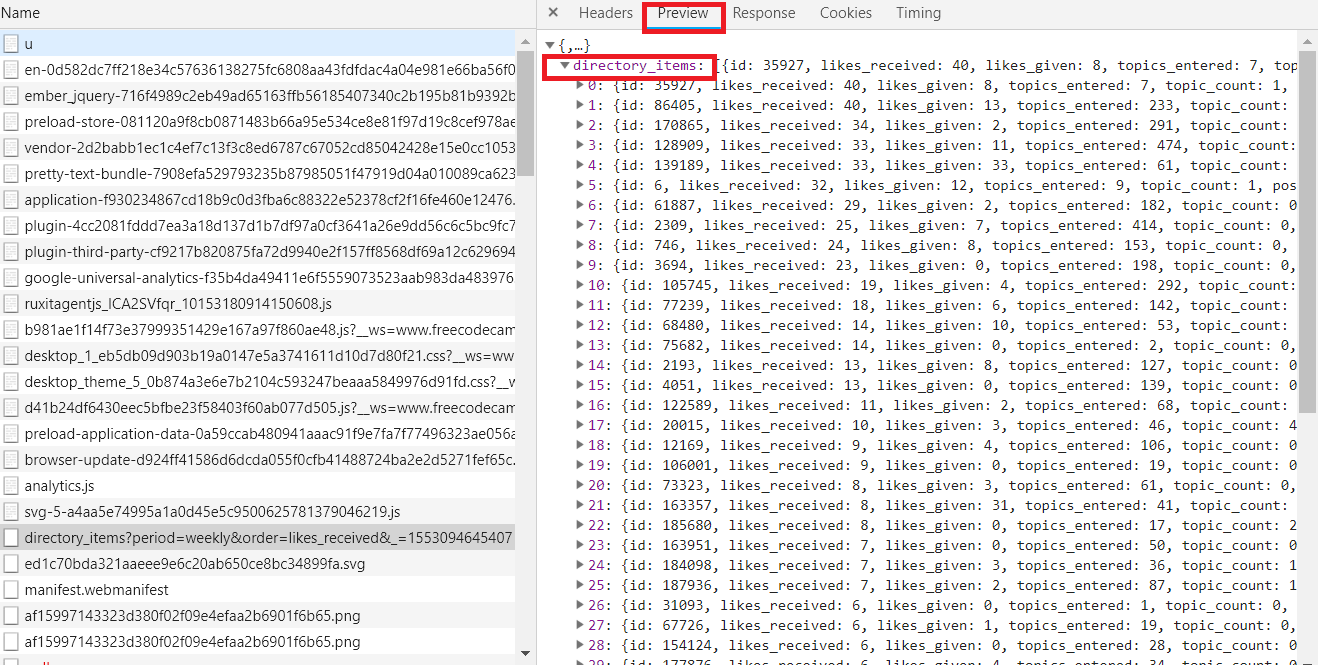 Name
u
en-0d582dc7ff218e34c57636138275fc6808aa43fdfdac4a04e981e66ba56f0
ember_jquery-716f4989c2eb49ad65163ffb56185407340c2b195b81b9392b
preload-store-081120a9f8cb0871483b66a95e534ce8e81f97d19c8cef978ae
vendor-2d2babb1ec1c4ef7c13f3c8ed6787c67052cd85042428e15e0cc1053
pretty-text-bundle-7908efa529793235b87985051f47919d04a010089ca623
application-f930234867cd18b9c0d3fba6c88322e52378cf2f16fe460e12476.
plugin-4cc2081fddd7ea3a18d137d1b7df97a0cf3641a26e9dd56c6c5bc9fc7
plugin-third-party-cf9217b820875fa72d9940e2f157ff8568df69a12c629694
google-universal-analytics-f35b4da49411e6f5559073523aab983da483976
ruxitagentjs_ICA2SVfqr_10153180914150608.js
b981ae1f14f73e37999351429e167a97f860ae48.js?__ws=www.freecodecam
desktop_1_eb5db09d903b19a0147e5a3741611d10d7d80f21.css?__ws=ww
desktop_theme_5_0b874a3e6e7b2104c593247beaaa5849976d91fd.css?__w
d41b24df6430eec5bfbe23f58403f60ab077d505.js?__ws=www.freecodecam
preload-application-data-0a59ccab480941aaac91f9e7fa7f77496323ae056a
browser-update-d924ff41586d6dcda055f0cfb41488724ba2e2d5271fef65c.
analytics.js
svg-5-a4aa5e74995a1a0d45e5c9500625781379046219.js
directory_items?period=weekly&order=likes_received&_=1553094645407
ed1c70bda321aaeee9e6c20ab650ce8bc34899fa.svg
manifest.webmanifest
af15997143323d380f02f09e4efaa2b6901f6b65.png
af15997143323d380f02f09e4efaa2b6901f6b65.png
× Headers Preview Response Cookies Timing
{,…}
directory_items: [{id: 35927, likes_received: 40, likes_given: 8, topics_entered: 7, top
0: {id: 35927, likes_received: 40, likes_given: 8, topics_entered: 7, topic_count: 1,
1: {id: 86405, likes_received: 40, likes_given: 13, topics_entered: 233, topic_count:
2: {id: 170865, likes_received: 34, likes_given: 2, topics_entered: 291, topic_count:
3: {id: 128909, likes_received: 33, likes_given: 11, topics_entered: 474, topic_count:
4: {id: 139189, likes_received: 33, likes_given: 33, topics_entered: 61, topic_count:
5: {id: 6, likes_received: 32, likes_given: 12, topics_entered: 9, topic_count: 1, pos
6: {id: 61887, likes_received: 29, likes_given: 2, topics_entered: 182, topic_count: 0
7: {id: 2309, likes_received: 25, likes_given: 7, topics_entered: 414, topic_count: 0,
8: {id: 746, likes_received: 24, likes_given: 8, topics_entered: 153, topic_count: 0,
9: {id: 3694, likes_received: 23, likes_given: 0, topics_entered: 198, topic_count: 0,
10: {id: 105745, likes_received: 19, likes_given: 4, topics_entered: 292, topic_count:
11: {id: 77239, likes_received: 18, likes_given: 6, topics_entered: 142, topic_count:
12: {id: 68480, likes_received: 14, likes_given: 10, topics_entered: 53, topic_count:
13: {id: 75682, likes_received: 14, likes_given: 0, topics_entered: 2, topic_count: 0,
14: {id: 2193, likes_received: 13, likes_given: 8, topics_entered: 127, topic_count: 0
15: {id: 4051, likes_received: 13, likes_given: 0, topics_entered: 139, topic_count: 0
16: {id: 122589, likes_received: 11, likes_given: 2, topics_entered: 68, topic_count:
17: {id: 20015, likes_received: 10, likes_given: 3, topics_entered: 46, topic_count: 4
18: {id: 12169, likes_received: 9, likes_given: 4, topics_entered: 106, topic_count: 0
19: {id: 106001, likes_received: 9, likes_given: 0, topics_entered: 19, topic_count: 0
20: {id: 73323, likes_received: 8, likes_given: 3, topics_entered: 61, topic_count: 0,
21: {id: 163357, likes_received: 8, likes_given: 31, topics_entered: 41, topic_count:
22: {id: 185680, likes_received: 8, likes_given: 0, topics_entered: 17, topic_count: 2
23: {id: 163951, likes_received: 7, likes_given: 0, topics_entered: 50, topic_count: 0
24: {id: 184098, likes_received: 7, likes_given: 3, topics_entered: 36, topic_count: 1
25: {id: 187936, likes_received: 7, likes_given: 2, topics_entered: 87, topic_count: 1
26: {id: 31093, likes_received: 6, likes_given: 0, topics_entered: 1, topic_count: 0,
27: {id: 67726, likes_received: 6, likes_given: 1, topics_entered: 19, topic_count: 0
28: {id: 154124, likes_received: 6, likes_given: 0, topics_entered: 28, topic_count: 0